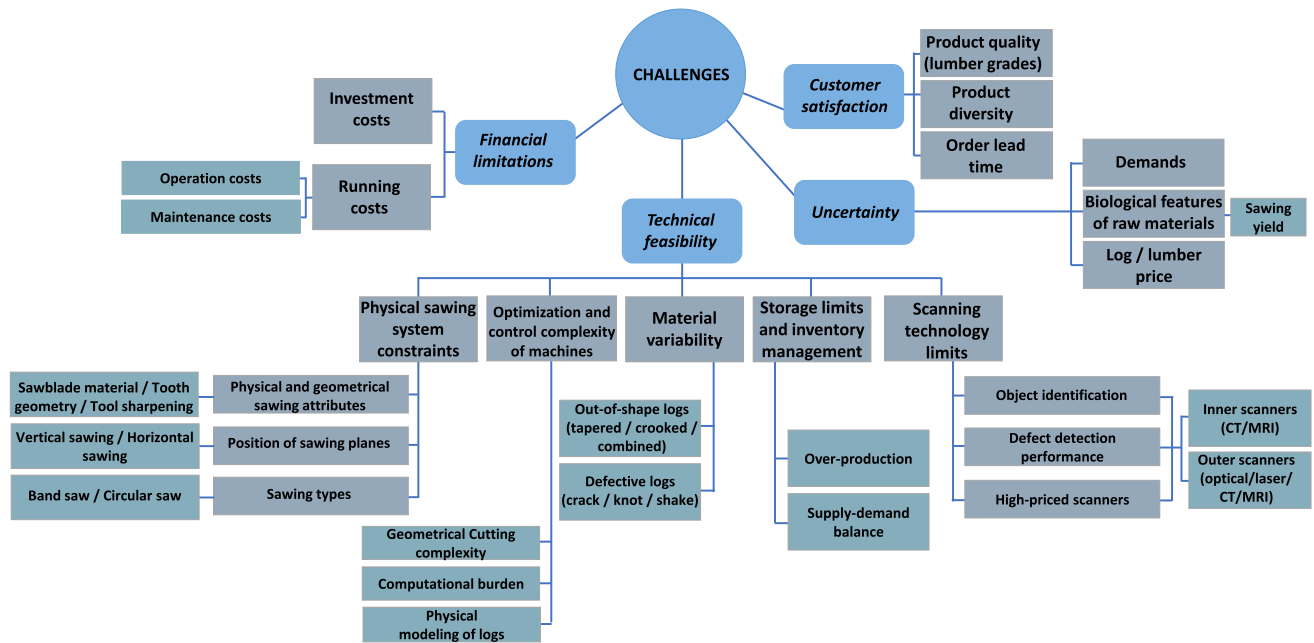 CHALLENGES
Customer
satisfaction
Product quality
(lumber grades)
Product
diversity
Order lead
time
Financial
limitations
Investment
costs
Running
costs
Operation costs
Maintenance costs
Uncertainty
Demands
Biological features
of raw materials
Sawing
yield
Log / lumber
price
Technical
feasibility
Physical sawing
system
constraints
Optimization and
control complexity
of machines
Material
variability
Storage limits
and inventory
management
Scanning
technology
limits
Physical and geometrical
sawing attributes
Sawblade material / Tooth
geometry / Tool sharpening
Position of sawing planes
Vertical sawing / Horizontal
sawing
Sawing types
Band saw / Circular saw
Geometrical Cutting
complexity
Computational burden
Physical
modeling of logs
Out-of-shape logs
(tapered / crooked /
combined)
Defective logs
(crack / knot / shake)
Over-production
Supply-demand
balance
Object identification
Defect detection
performance
High-priced scanners
Inner scanners
(CT/MRI)
Outer scanners
(optical/laser/
CT/MRI)